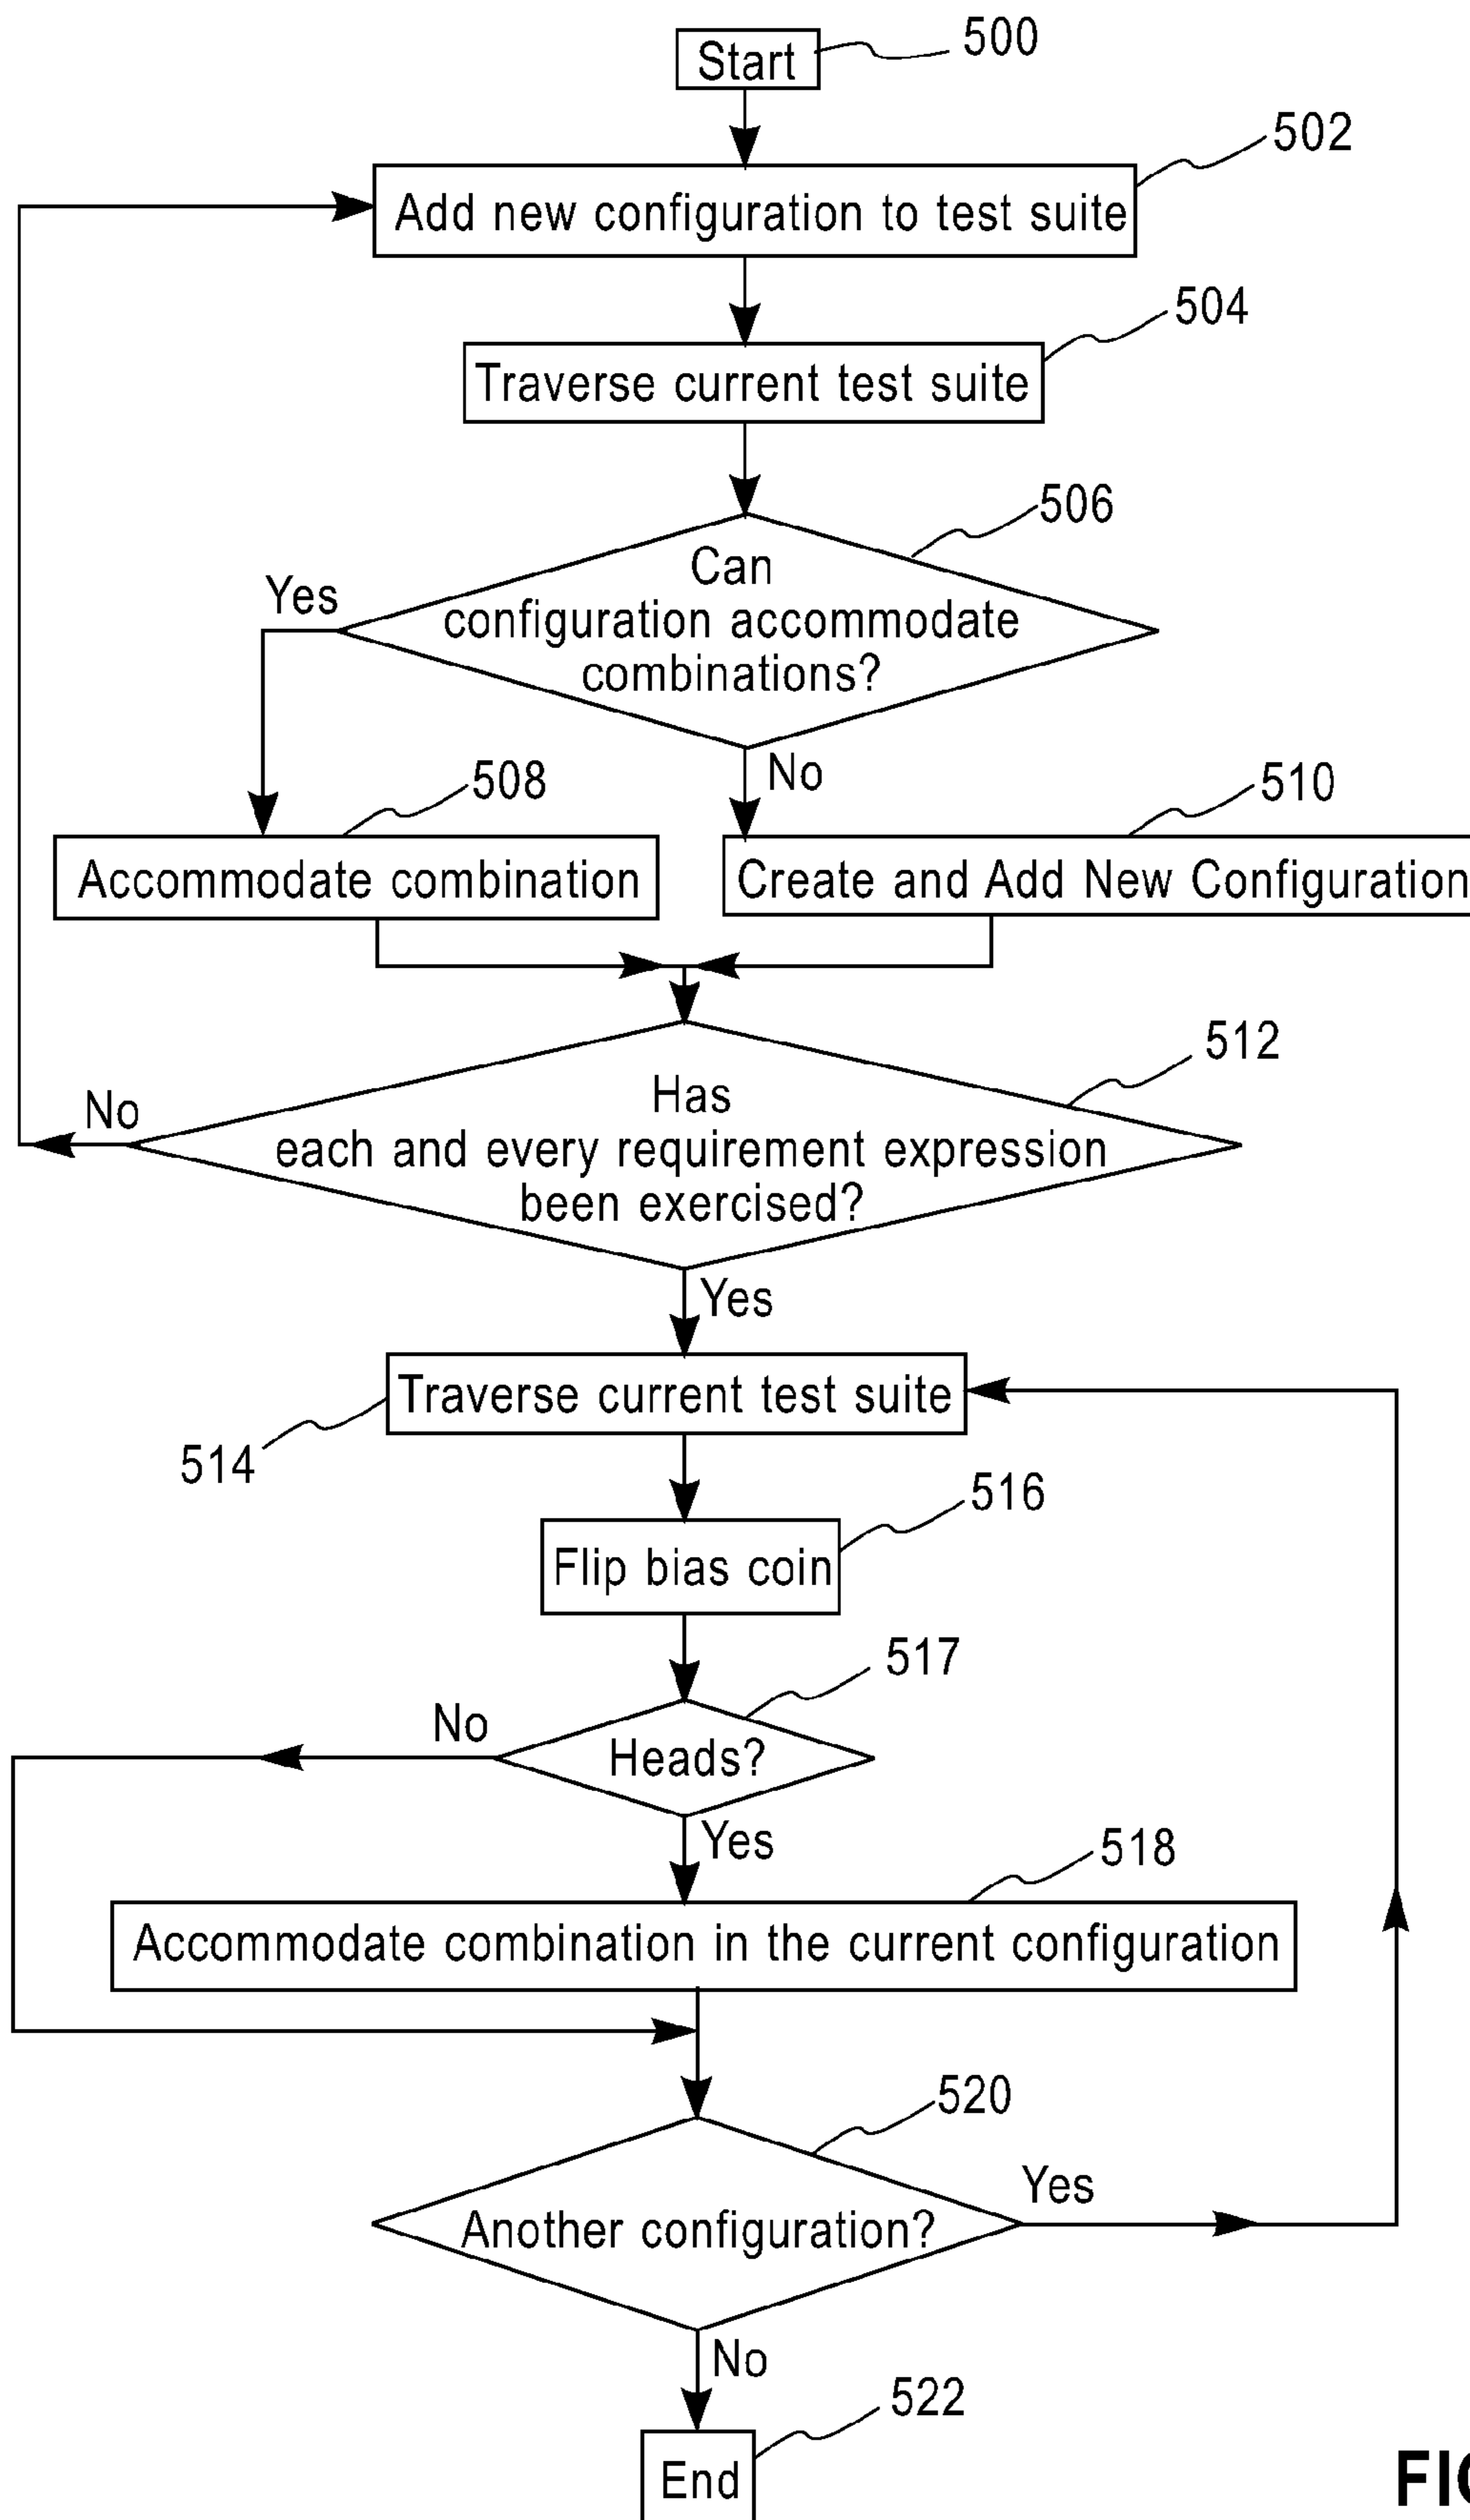 Start
500
502
Add new configuration to test suite
504
Traverse current test suite
506
Can
configuration accommodate
combinations?
Yes
No
508
510
Accommodate combination
Create and Add New Configuration
512
Has
each and every requirement expression
been exercised?
No
Yes
Traverse current test suite
514
516
Flip bias coin
517
No
Heads?
Yes
518
Accommodate combination in the current configuration
520
Yes
Another configuration?
No
522
End